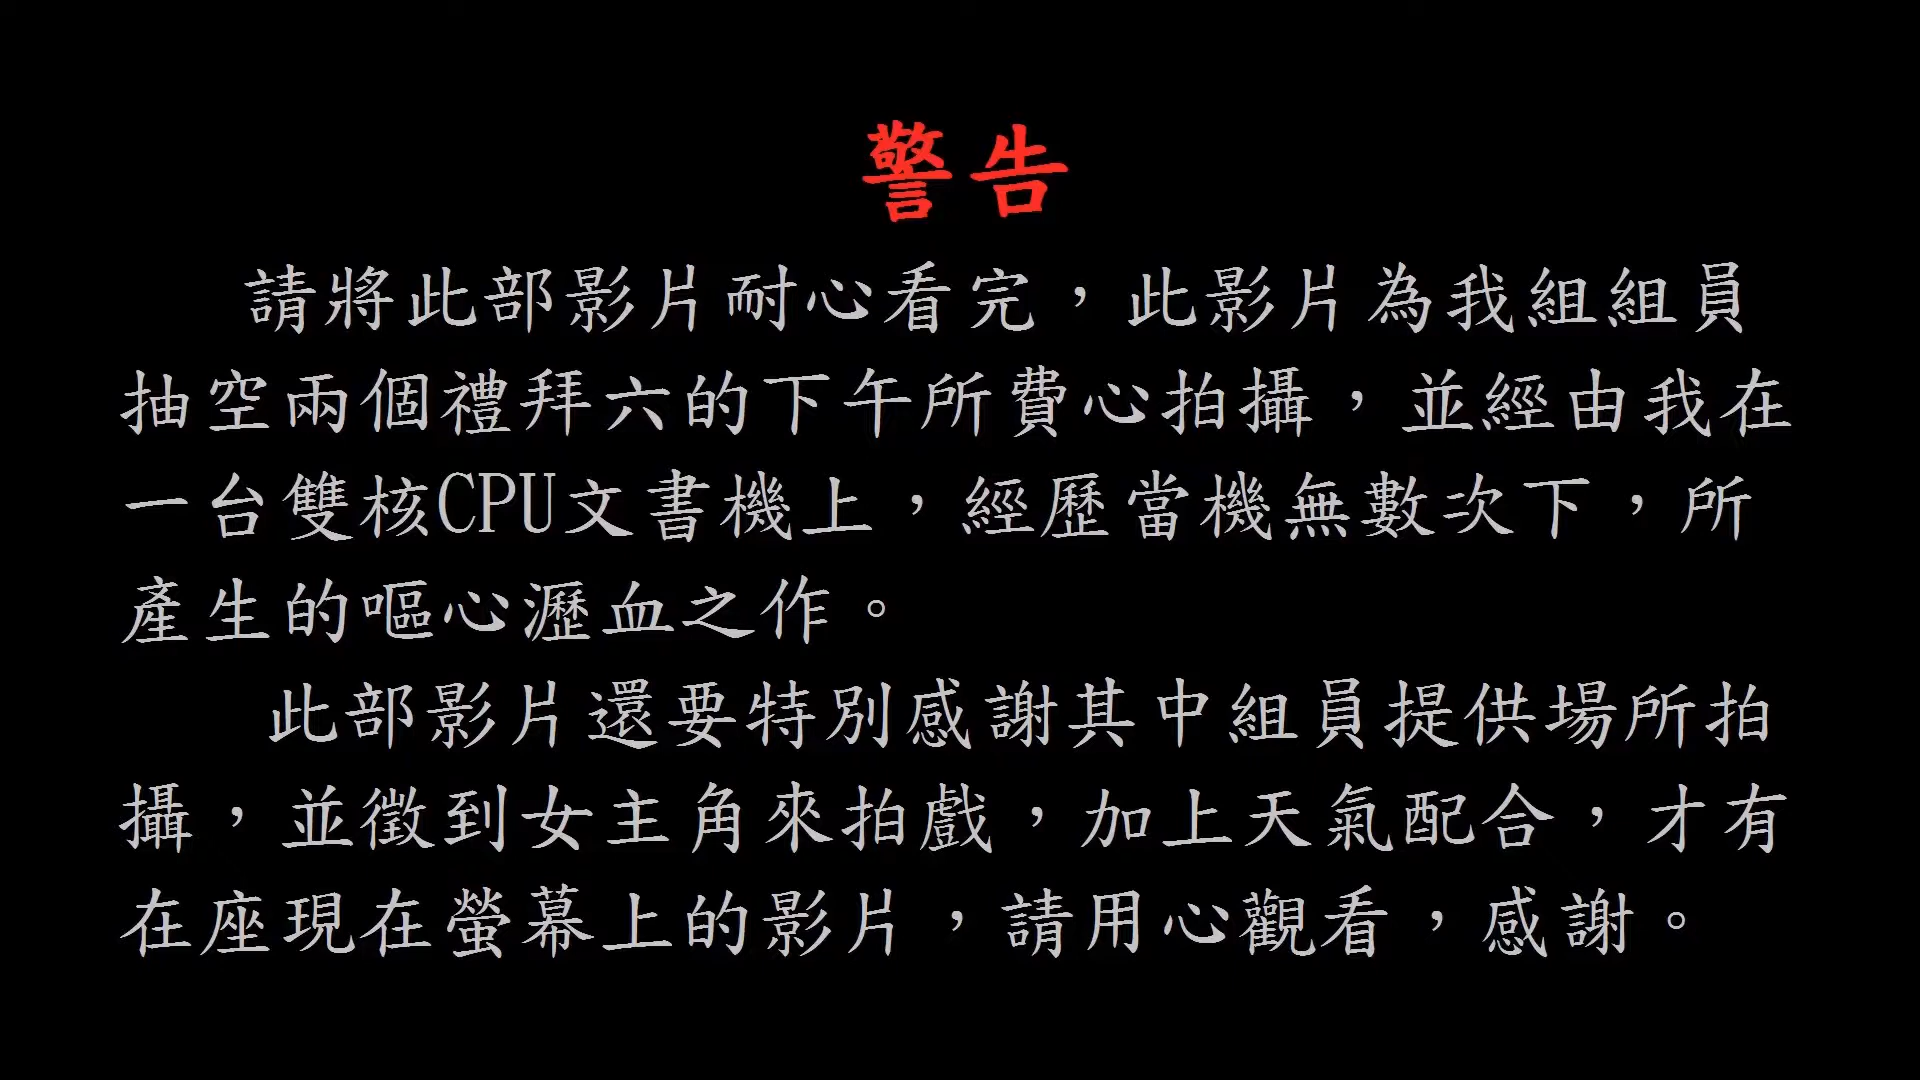 警告
請將此部影片耐心看完，此影片為我組組員
抽空兩個禮拜六的下午所費心拍攝，並經由我在
一台雙核CPU文書機上，經歷當機無數次下，所
產生的嘔心瀝血之作。
此部影片還要特別感謝其中組員提供場所拍
攝，並徵到女主角來拍戲，加上天氣配合，才有
在座現在螢幕上的影片，請用心觀看，感謝。